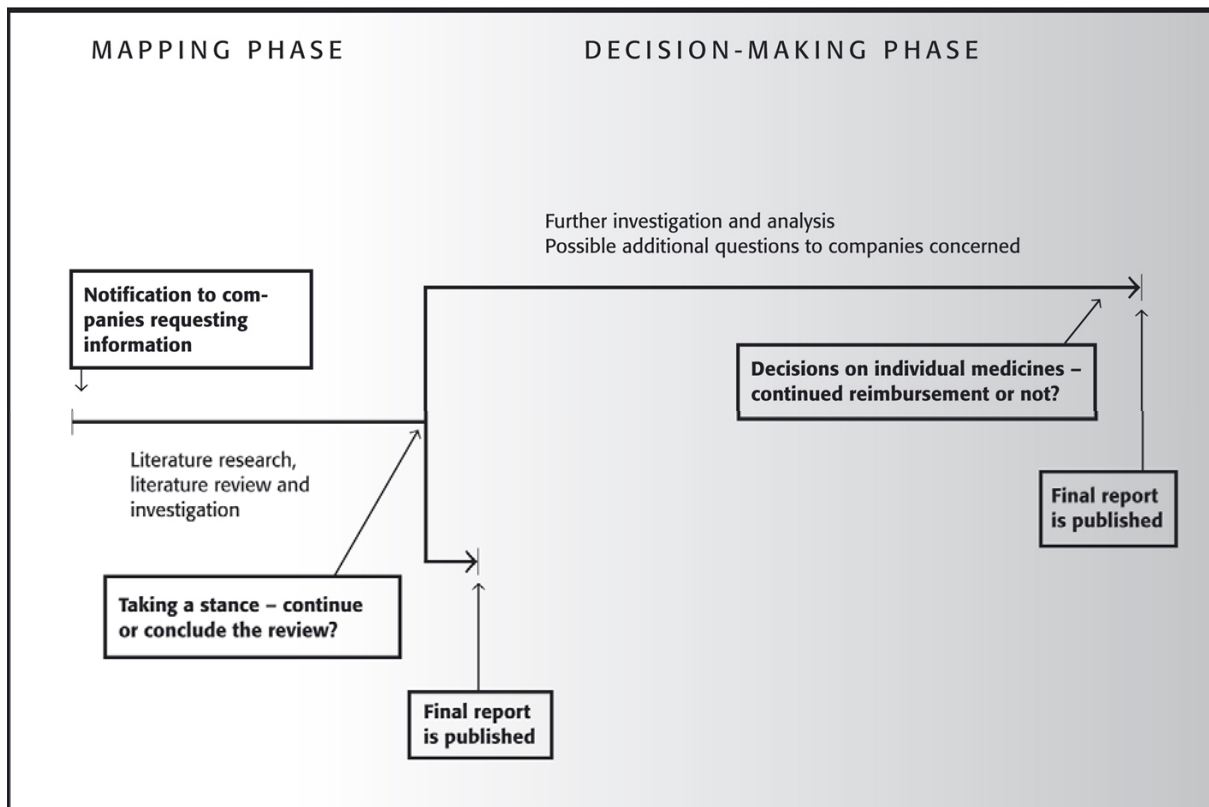 MAPPING PHASE
DECISION-MAKING PHASE
Further investigation and analysis
Possible additional questions to companies concerned
Notification to com-
panies requesting
information
Decisions on individual medicines –
continued reimbursement or not?
Literature research,
literature review and
investigation
Final report
is published
Taking a stance – continue
or conclude the review?
Final report
is published